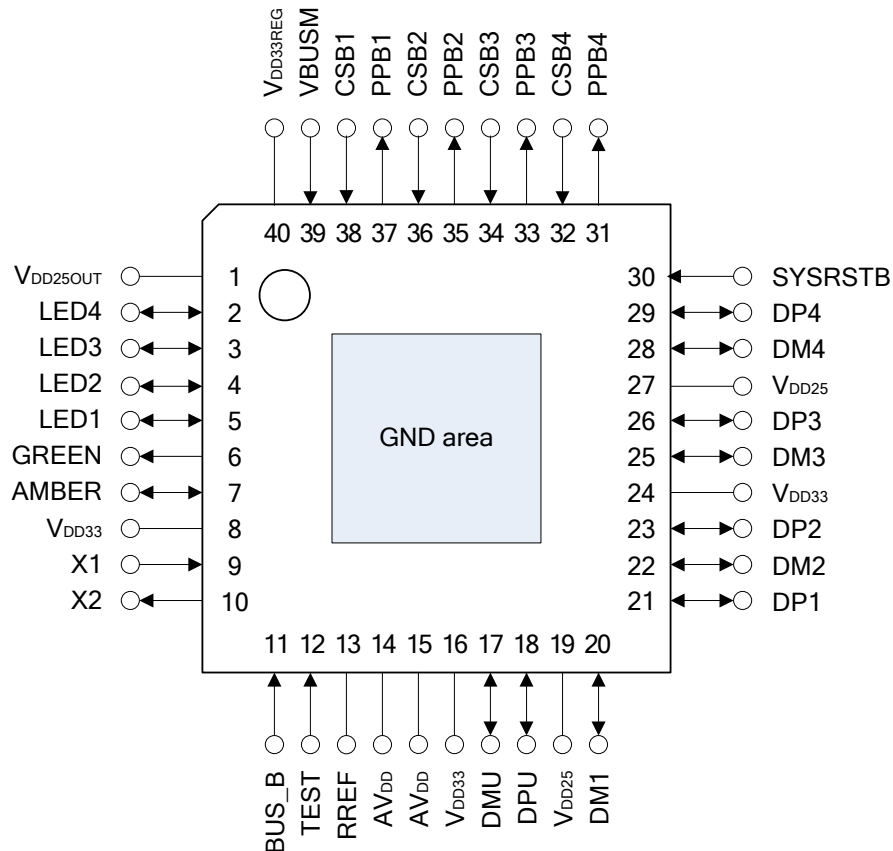 VDD33REG
VBUSM
CSB1
PPB1
CSB2
PPB2
CSB3
PPB3
CSB4
PPB4
40 39 38 37 36 35 34 33 32 31
VDD25OUT 1
LED4 2
LED3 3
LED2 4
LED1 5
GREEN 6
AMBER 7
VDD33 8
X1 9
X2 10
GND area
30 SYSRSTB
29 DP4
28 DM4
27 VDD25
26 DP3
25 DM3
24 VDD33
23 DP2
22 DM2
21 DP1
11 12 13 14 15 16 17 18 19 20
BUS_B
TEST
RREF
AVDD
AVDD
VDD33
DMU
DPU
VDD25
DM1